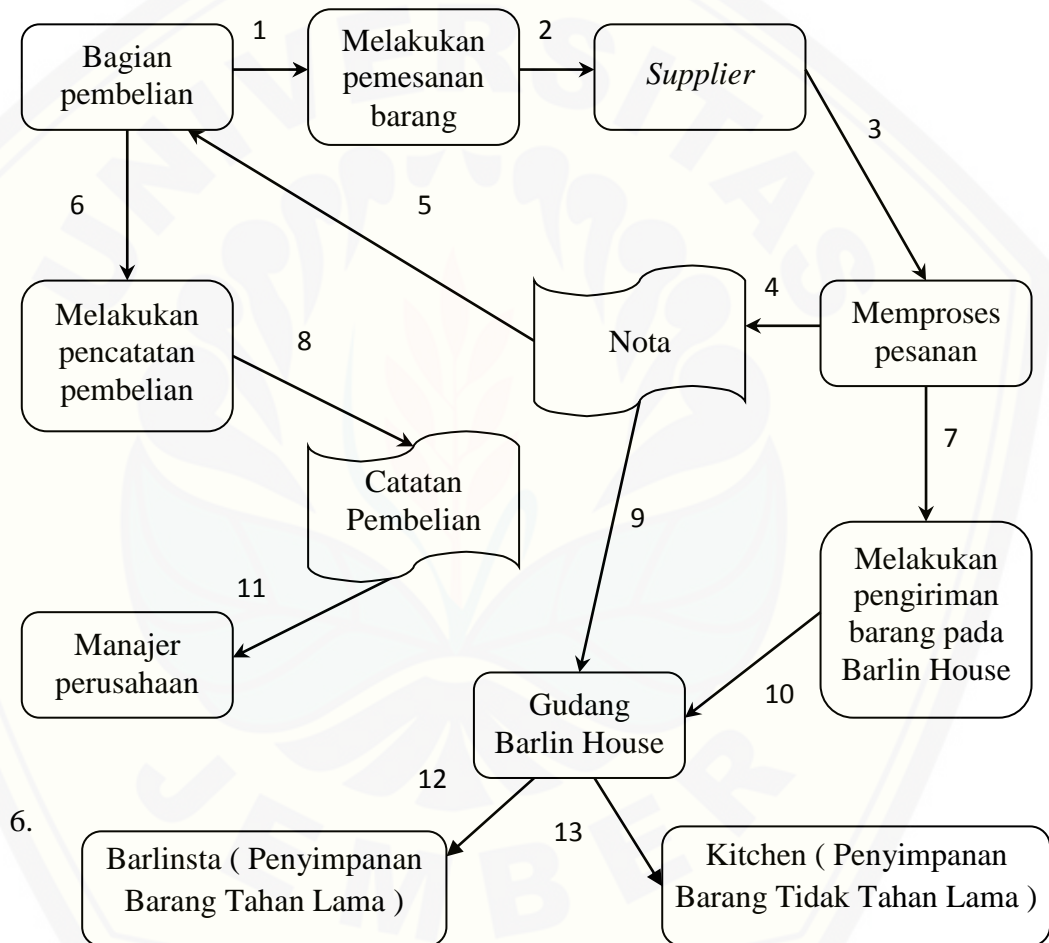 1
2
Bagian
pembelian
Melakukan
pemesanan
barang
Supplier
3
6
5
4
Melakukan
pencatatan
pembelian
8
Nota
Memproses
pesanan
7
Catatan
Pembelian
9
Melakukan
pengiriman
barang pada
Barlin House
11
Manajer
perusahaan
10
Gudang
Barlin House
12
13
6.
Barlinsta ( Penyimpanan
Barang Tahan Lama )
Kitchen ( Penyimpanan
Barang Tidak Tahan Lama )
UNIVERSITAS
JEMBER